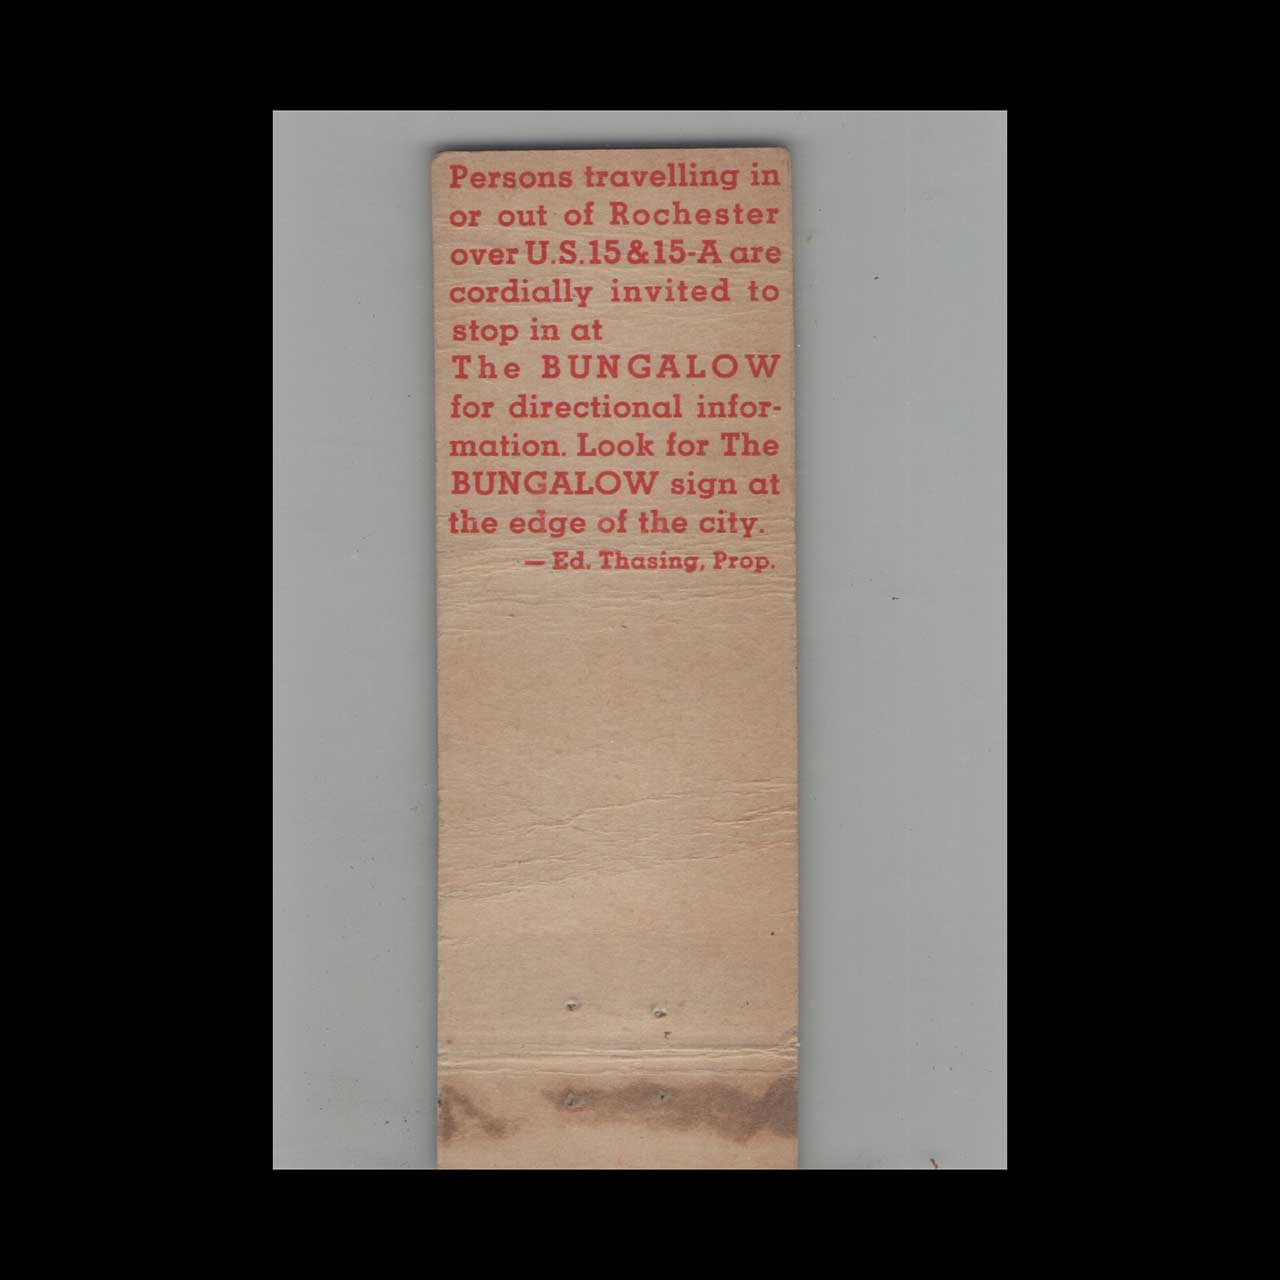 Persons travelling in
or out of Rochester
over U.S.15&15-A are
cordially invited to
stop in at
The BUNGALOW
for directional infor-
mation. Look for The
BUNGALOW sign at
the edge of the city.
— Ed. Thasing, Prop.